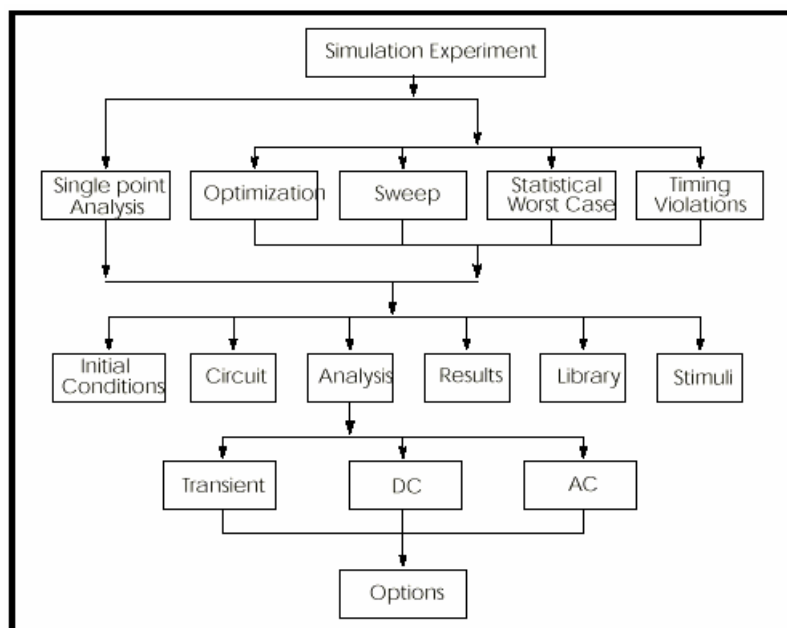 Simulation Experiment
Single point
Analysis
Optimization
Sweep
Statistical
Worst Case
Timing
Violations
Initial
Conditions
Circuit
Analysis
Results
Library
Stimuli
Transient
DC
AC
Options